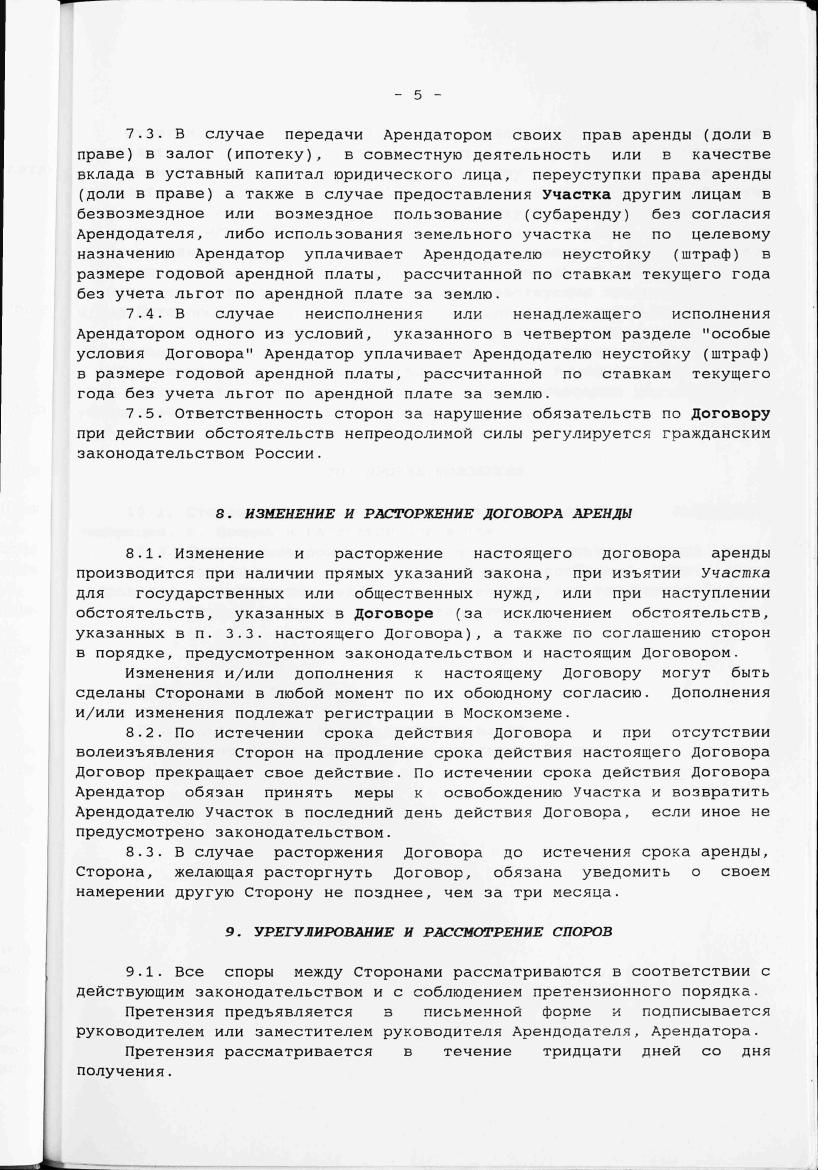 - 5 -
7.3. В случае передачи Арендатором своих прав аренды (доли в
праве) в залог (ипотеку), в совместную деятельность или в качестве
вклада в уставный капитал юридического лица, переуступки права аренды
(доли в праве) а также в случае предоставления Участка другим лицам в
безвозмездное или возмездное пользование (субаренду) без согласия
Арендодателя, либо использования земельного участка не по целевому
назначению Арендатор уплачивает Арендодателю неустойку (штраф) в
размере годовой арендной платы, рассчитанной по ставкам текущего года
без учета льгот по арендной плате за землю.
7.4. В случае неисполнения или ненадлежащего исполнения
Арендатором одного из условий, указанного в четвертом разделе "особые
условия Договора" Арендатор уплачивает Арендодателю неустойку (штраф)
в размере годовой арендной платы, рассчитанной по ставкам текущего
года без учета льгот по арендной плате за землю.
7.5. Ответственность сторон за нарушение обязательств по Договору
при действии обстоятельств непреодолимой силы регулируется гражданским
законодательством России.
8. ИЗМЕНЕНИЕ И РАСТОРЖЕНИЕ ДОГОВОРА АРЕНДЫ
8.1. Изменение и расторжение настоящего договора аренды
производится при наличии прямых указаний закона, при изъятии Участка
для государственных или общественных нужд, или при наступлении
обстоятельств, указанных в Договоре (за исключением обстоятельств,
указанных в п. 3.3. настоящего Договора), а также по соглашению сторон
в порядке, предусмотренном законодательством и настоящим Договором.
Изменения и/или дополнения к настоящему Договору могут быть
сделаны Сторонами в любой момент по их обоюдному согласию. Дополнения
и/или изменения подлежат регистрации в Москомземе.
8.2. По истечении срока действия Договора и при отсутствии
волеизъявления Сторон на продление срока действия настоящего Договора
Договор прекращает свое действие. По истечении срока действия Договора
Арендатор обязан принять меры к освобождению Участка и возвратить
Арендодателю Участок в последний день действия Договора, если иное не
предусмотрено законодательством.
8.3. В случае расторжения Договора до истечения срока аренды,
Сторона, желающая расторгнуть Договор, обязана уведомить о своем
намерении другую Сторону не позднее, чем за три месяца.
9. УРЕГУЛИРОВАНИЕ И РАССМОТРЕНИЕ СПОРОВ
9.1. Все споры между Сторонами рассматриваются в соответствии с
действующим законодательством и с соблюдением претензионного порядка.
Претензия предъявляется в письменной форме и подписывается
руководителем или заместителем руководителя Арендодателя, Арендатора.
Претензия рассматривается в течение тридцати дней со дня
получения.